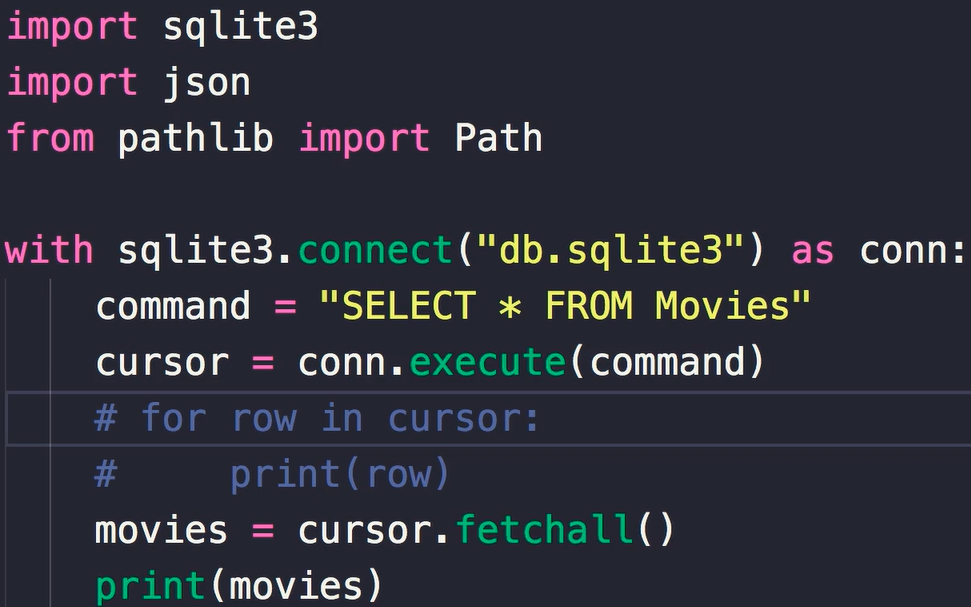 import sqlite3
import json
from pathlib import Path
with sqlite3.connect("db.sqlite3") as conn:
    command = "SELECT * FROM Movies"
    cursor = conn.execute(command)
    # for row in cursor:
    #     print(row)
    movies = cursor.fetchall()
    print(movies)